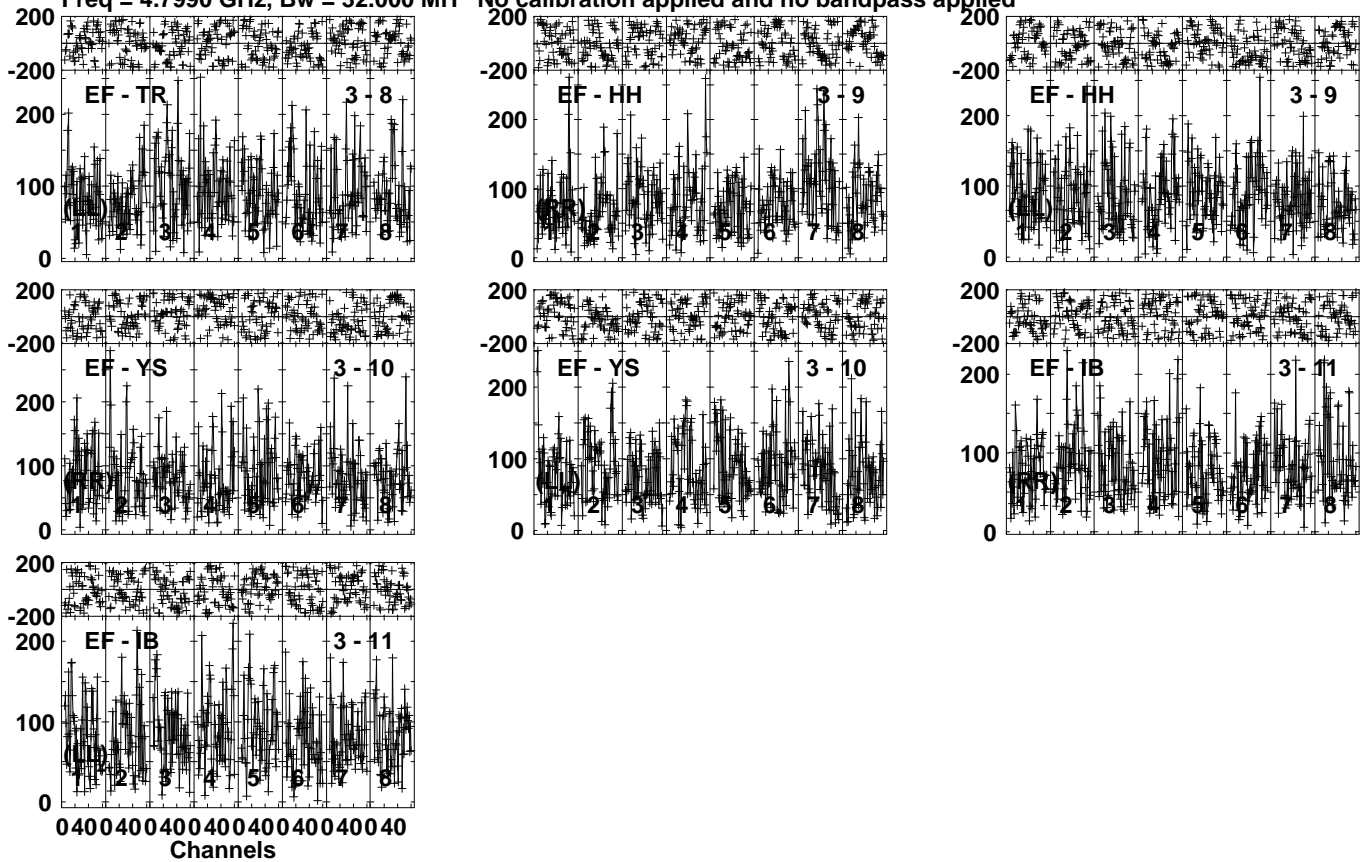 Freq = 4.7990 GHz, Bw = 32.000 MH No calibration applied and no bandpass applied
200
-200
EF - TR 3 - 8
200
100
0
(LL)
1 2 3 4 5 6 7 8
200
-200
EF - HH 3 - 9
200
100
0
(RR)
1 2 3 4 5 6 7 8
200
-200
EF - HH 3 - 9
200
100
0
(LL)
1 2 3 4 5 6 7 8
200
-200
EF - YS 3 - 10
200
100
0
(RR)
1 2 3 4 5 6 7 8
200
-200
EF - YS 3 - 10
200
100
0
(LL)
1 2 3 4 5 6 7 8
200
-200
EF - IB 3 - 11
200
100
0
(RR)
1 2 3 4 5 6 7 8
200
-200
EF - IB 3 - 11
200
100
0
(LL)
1 2 3 4 5 6 7 8
0 40 0 40 0 40 0 40 0 40 0 40 0 40 0 40
Channels